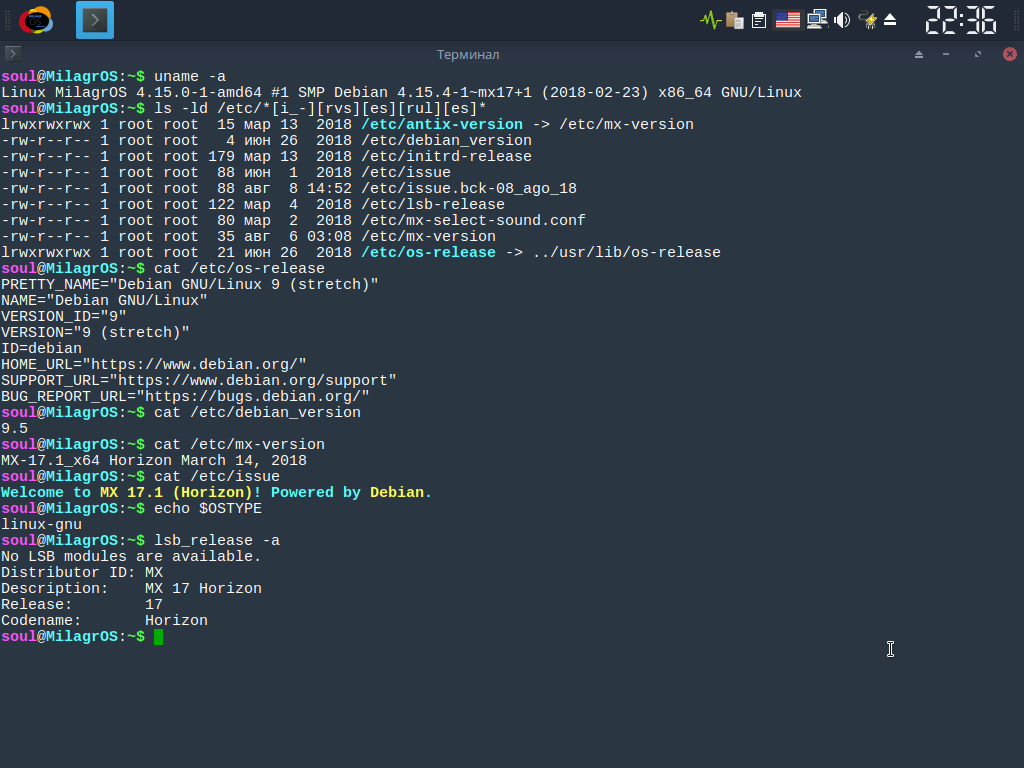 22:36
Терминал
soul@MilagrOS:~$ uname -a
Linux MilagrOS 4.15.0-1-amd64 #1 SMP Debian 4.15.4-1~mx17+1 (2018-02-23) x86_64 GNU/Linux
soul@MilagrOS:~$ ls -ld /etc/*[i_-][rvs][es][rul][es]*
lrwxrwxrwx 1 root root  15 мар 13  2018 /etc/antix-version -> /etc/mx-version
-rw-r--r-- 1 root root   4 июн 26  2018 /etc/debian_version
-rw-r--r-- 1 root root 179 мар 13  2018 /etc/initrd-release
-rw-r--r-- 1 root root  88 июн  1  2018 /etc/issue
-rw-r--r-- 1 root root  88 авг  8 14:52 /etc/issue.bck-08_ago_18
-rw-r--r-- 1 root root 122 мар  4  2018 /etc/lsb-release
-rw-r--r-- 1 root root  80 мар  2  2018 /etc/mx-select-sound.conf
-rw-r--r-- 1 root root  35 авг  6 03:08 /etc/mx-version
lrwxrwxrwx 1 root root  21 июн 26  2018 /etc/os-release -> ../usr/lib/os-release
soul@MilagrOS:~$ cat /etc/os-release
PRETTY_NAME="Debian GNU/Linux 9 (stretch)"
NAME="Debian GNU/Linux"
VERSION_ID="9"
VERSION="9 (stretch)"
ID=debian
HOME_URL="https://www.debian.org/"
SUPPORT_URL="https://www.debian.org/support"
BUG_REPORT_URL="https://bugs.debian.org/"
soul@MilagrOS:~$ cat /etc/debian_version
9.5
soul@MilagrOS:~$ cat /etc/mx-version
MX-17.1_x64 Horizon March 14, 2018
soul@MilagrOS:~$ cat /etc/issue
Welcome to MX 17.1 (Horizon)! Powered by Debian.
soul@MilagrOS:~$ echo $OSTYPE
linux-gnu
soul@MilagrOS:~$ lsb_release -a
No LSB modules are available.
Distributor ID: MX
Description:    MX 17 Horizon
Release:        17
Codename:       Horizon
soul@MilagrOS:~$